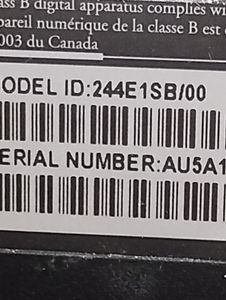 ass B digital apparatus complies wi
pareil numérique de la classe B est
003 du Canada
ODEL ID:244E1SB/00
ERIAL NUMBER:AU5A1